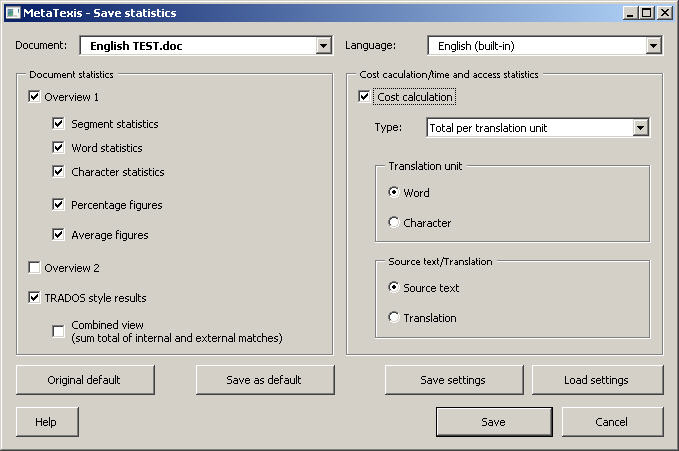 MetaTexis - Save statistics
Document: English TEST.doc Language: English (built-in)
Document statistics
Overview 1
Segment statistics
Word statistics
Character statistics
Percentage figures
Average figures
Overview 2
TRADOS style results
Combined view
(sum total of internal and external matches)
Cost caculation/time and access statistics
Cost calculation
Type: Total per translation unit
Translation unit
Word
Character
Source text/Translation
Source text
Translation
Original default Save as default Save settings Load settings
Help Save Cancel